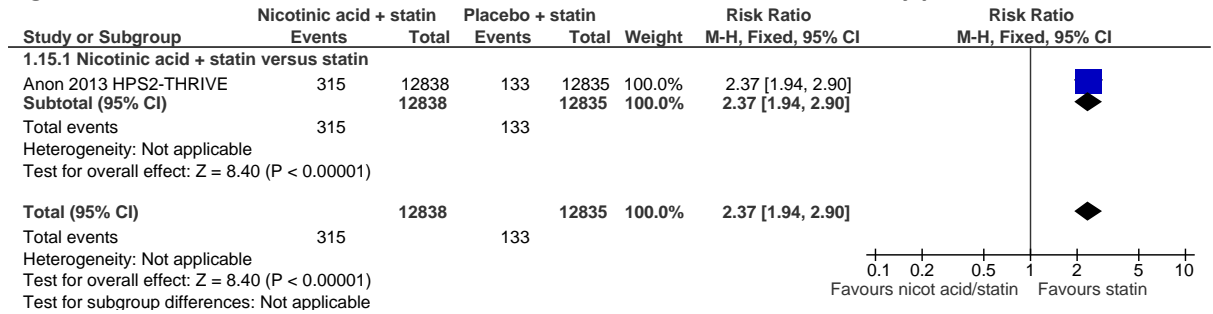 Nicotinic acid + statin Placebo + statin Risk Ratio Risk Ratio
Study or Subgroup Events Total Events Total Weight M-H, Fixed, 95% CI M-H, Fixed, 95% CI
1.15.1 Nicotinic acid + statin versus statin
Anon 2013 HPS2-THRIVE 315 12838 133 12835 100.0% 2.37 [1.94, 2.90]
Subtotal (95% CI) 12838 12835 100.0% 2.37 [1.94, 2.90]
Total events 315 133
Heterogeneity: Not applicable
Test for overall effect: Z = 8.40 (P < 0.00001)
Total (95% CI) 12838 12835 100.0% 2.37 [1.94, 2.90]
Total events 315 133
Heterogeneity: Not applicable
Test for overall effect: Z = 8.40 (P < 0.00001)
Test for subgroup differences: Not applicable
0.1 0.2 0.5 1 2 5 10
Favours nicot acid/statin Favours statin